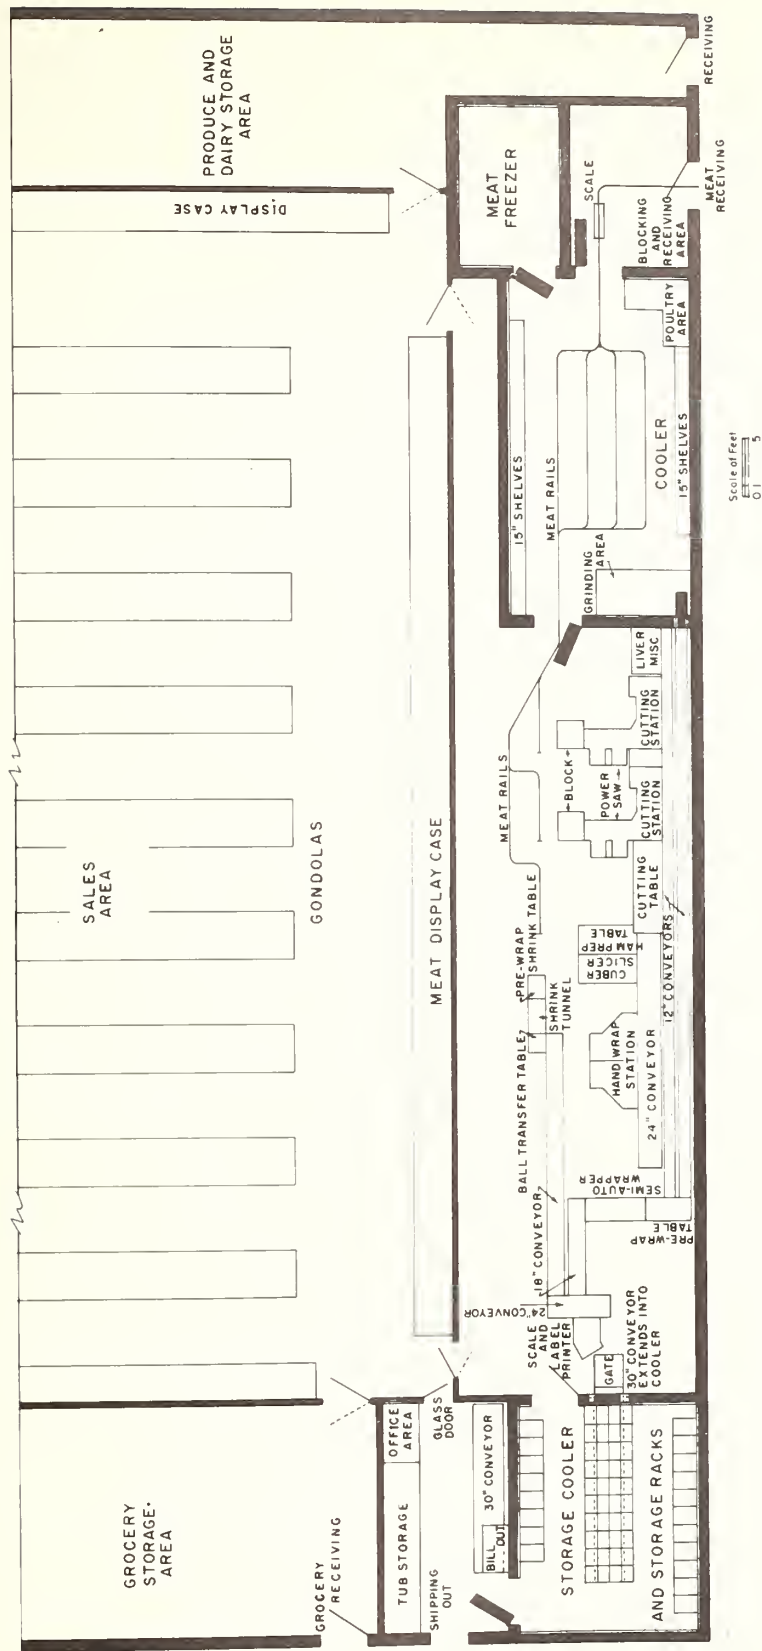 GROCERY
STORAGE-
AREA
SALES
AREA
PRODUCE AND
DAIRY STORAGE
AREA
DISPLAY CASE
GONDOLAS
GROCERY
RECEIVING
TUB STORAGE
OFFICE
AREA
SHIPPING
OUT
GLASS
DOOR
MEAT DISPLAY CASE
MEAT
FREEZER
RECEIVING
BILL
OUT
30" CONVEYOR
STORAGE COOLER
AND STORAGE RACKS
SCALE
AND
LABEL
PRINTER
24" CONVEYOR
18" CONVEYOR
GATE
30" CONVEYOR
EXTENDS INTO
COOLER
BALL TRANSFER TABLE
PRE-WRAP
SHRINK TABLE
SHRINK
TUNNEL
PRE-WRAP
TABLE
SEMI-AUTO
WRAPPER
HAND WRAP
STATION
24" CONVEYOR
CUBER
SLICER
HAM PREP
TABLE
12" CONVEYORS
CUTTING
TABLE
MEAT RAILS
BLOCK
POWER
SAW
CUTTING
STATION
CUTTING
STATION
LIVER
MISC
GRINDING
AREA
15" SHELVES
MEAT RAILS
COOLER
15" SHELVES
POULTRY
AREA
SCALE
BLOCKING
AND
RECEIVING
AREA
MEAT
RECEIVING
Scale of Feet
0 1 5